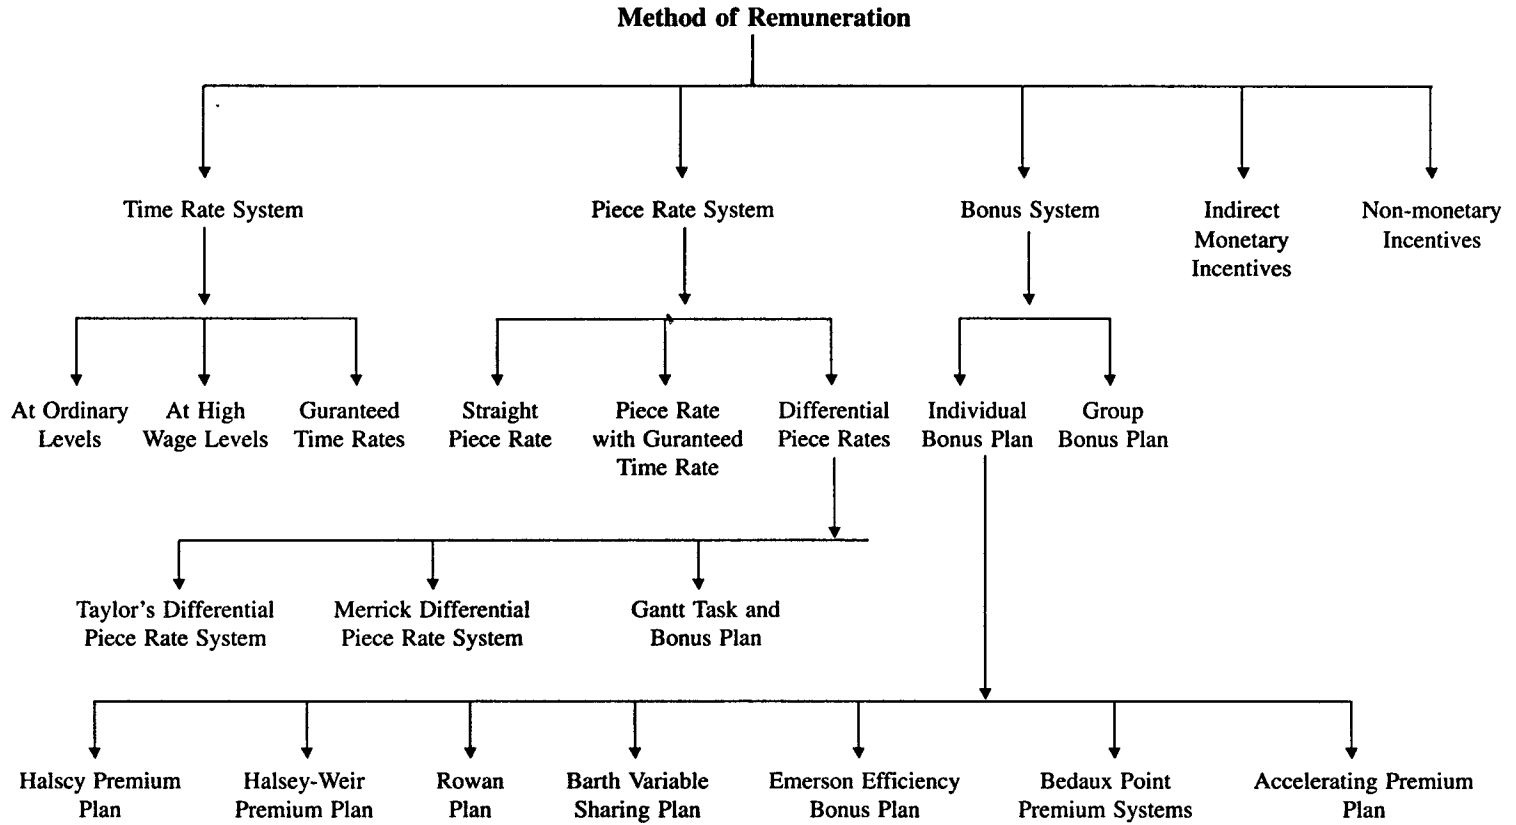 Method of Remuneration
Time Rate System
Piece Rate System
Bonus System
Indirect
Monetary
Incentives
Non-monetary
Incentives
At Ordinary
Levels
At High
Wage Levels
Guranteed
Time Rates
Straight
Piece Rate
Piece Rate
with Guranteed
Time Rate
Differential
Piece Rates
Individual
Bonus Plan
Group
Bonus Plan
Taylor's Differential
Piece Rate System
Merrick Differential
Piece Rate System
Gantt Task and
Bonus Plan
Halscy Premium
Plan
Halsey-Weir
Premium Plan
Rowan
Plan
Barth Variable
Sharing Plan
Emerson Efficiency
Bonus Plan
Bedaux Point
Premium Systems
Accelerating Premium
Plan